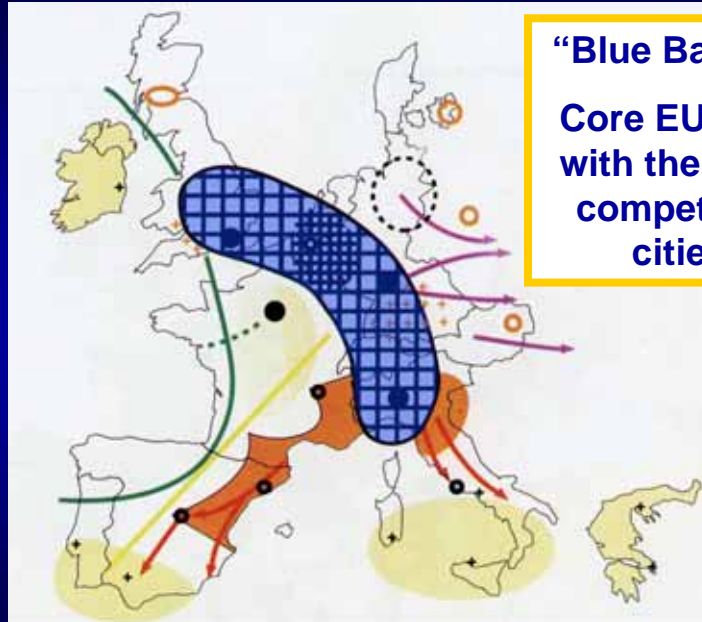 “Blue Ba
Core EU
with the
compet
citie